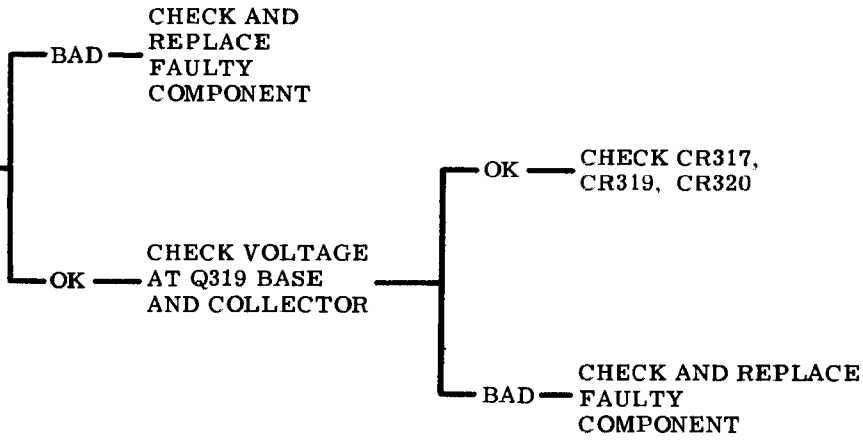 BAD
CHECK AND
REPLACE
FAULTY
COMPONENT
OK
CHECK VOLTAGE
AT Q319 BASE
AND COLLECTOR
OK
CHECK CR317,
CR319, CR320
BAD
CHECK AND REPLACE
FAULTY
COMPONENT